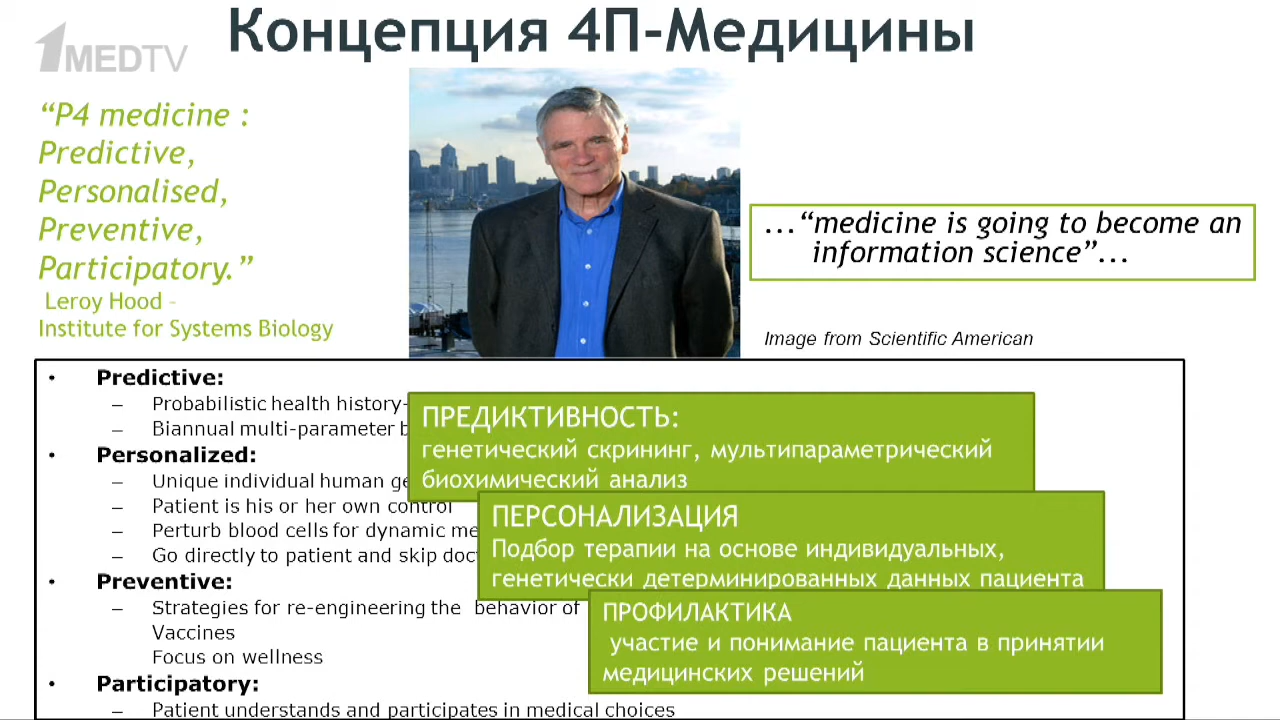 1MEDTV
Концепция 4П-Медицины
“P4 medicine :
Predictive,
Personalised,
Preventive,
Participatory.”
Leroy Hood –
Institute for Systems Biology
...“medicine is going to become an
information science”...
Image from Scientific American
• Predictive:
– Probabilistic health history-
– Biannual multi-parameter b
• Personalized:
– Unique individual human ge
– Patient is his or her own control
– Perturb blood cells for dynamic me
– Go directly to patient and skip doc
• Preventive:
– Strategies for re-engineering the behavior of
Vaccines
Focus on wellness
• Participatory:
– Patient understands and participates in medical choices
ПРЕДИКТИВНОСТЬ:
генетический скрининг, мультипараметрический
биохимический анализ
ПЕРСОНАЛИЗАЦИЯ
Подбор терапии на основе индивидуальных,
генетически детерминированных данных пациента
ПРОФИЛАКТИКА
участие и понимание пациента в принятии
медицинских решений